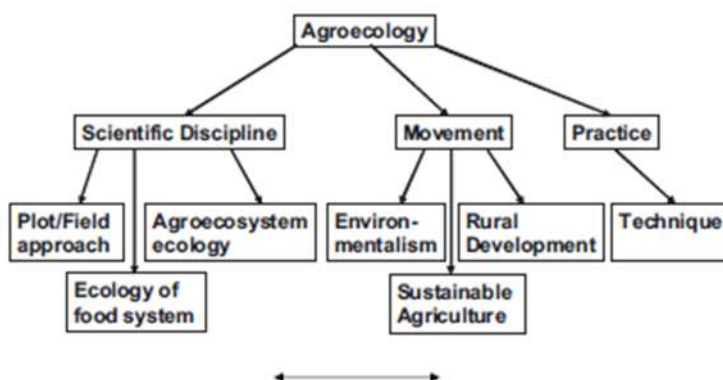 Agroecology
Scientific Discipline
Movement
Practice
Plot/Field
approach
Agroecosystem
ecology
Environ-
mentalism
Rural
Development
Technique
Ecology of
food system
Sustainable
Agriculture